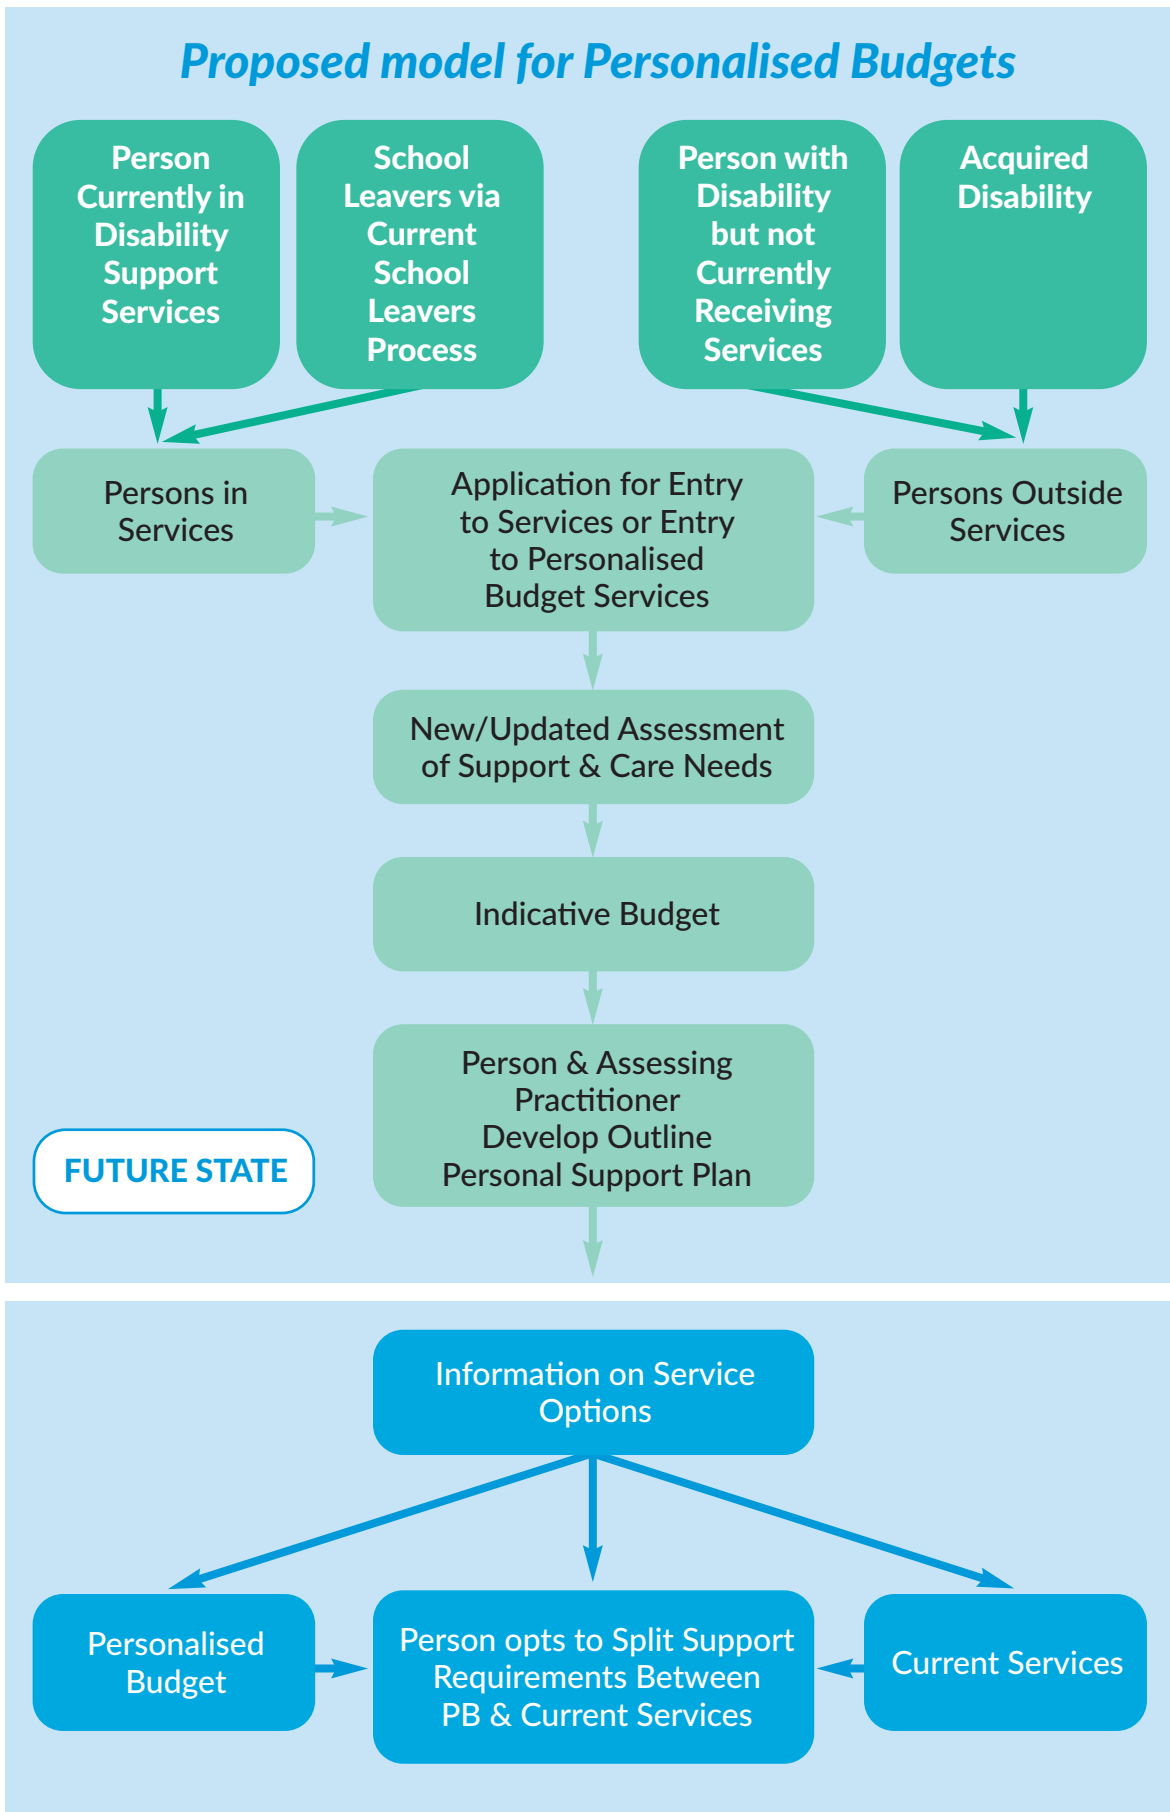 Proposed model for Personalised Budgets
Person
Currently in
Disability
Support
Services
School
Leavers via
Current
School
Leavers
Process
Person with
Disability
but not
Currently
Receiving
Services
Acquired
Disability
Persons in
Services
Application for Entry
to Services or Entry
to Personalised
Budget Services
Persons Outside
Services
New/Updated Assessment
of Support & Care Needs
Indicative Budget
Person & Assessing
Practitioner
Develop Outline
Personal Support Plan
FUTURE STATE
Information on Service
Options
Personalised
Budget
Person opts to Split Support
Requirements Between
PB & Current Services
Current Services